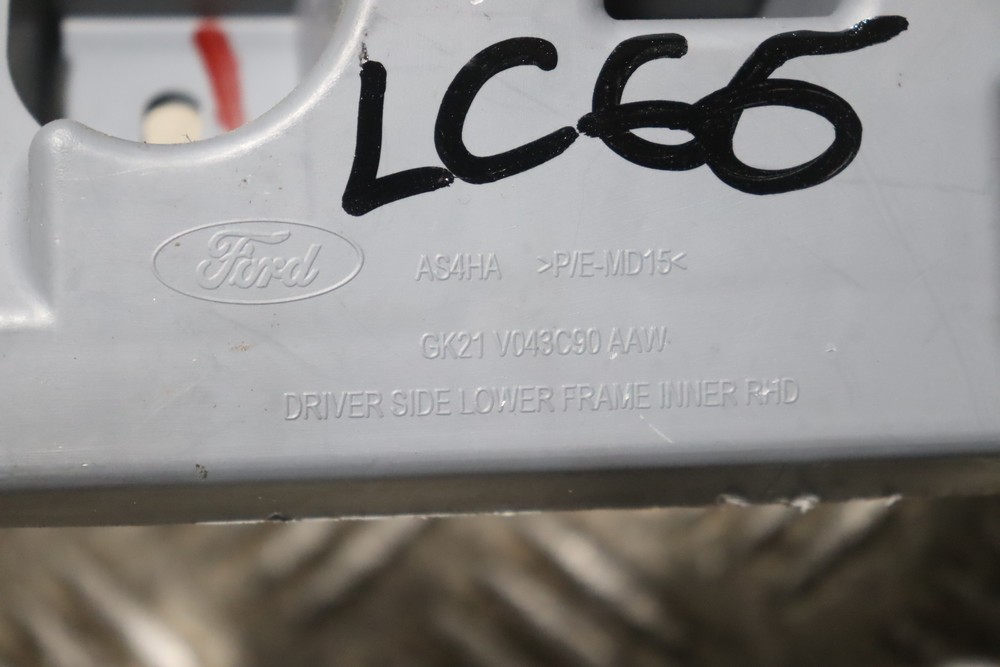 LC66
Ford
AS4HA >P/E-MD15<
GK21 V043C90 AAW
DRIVER SIDE LOWER FRAME INNER RHD